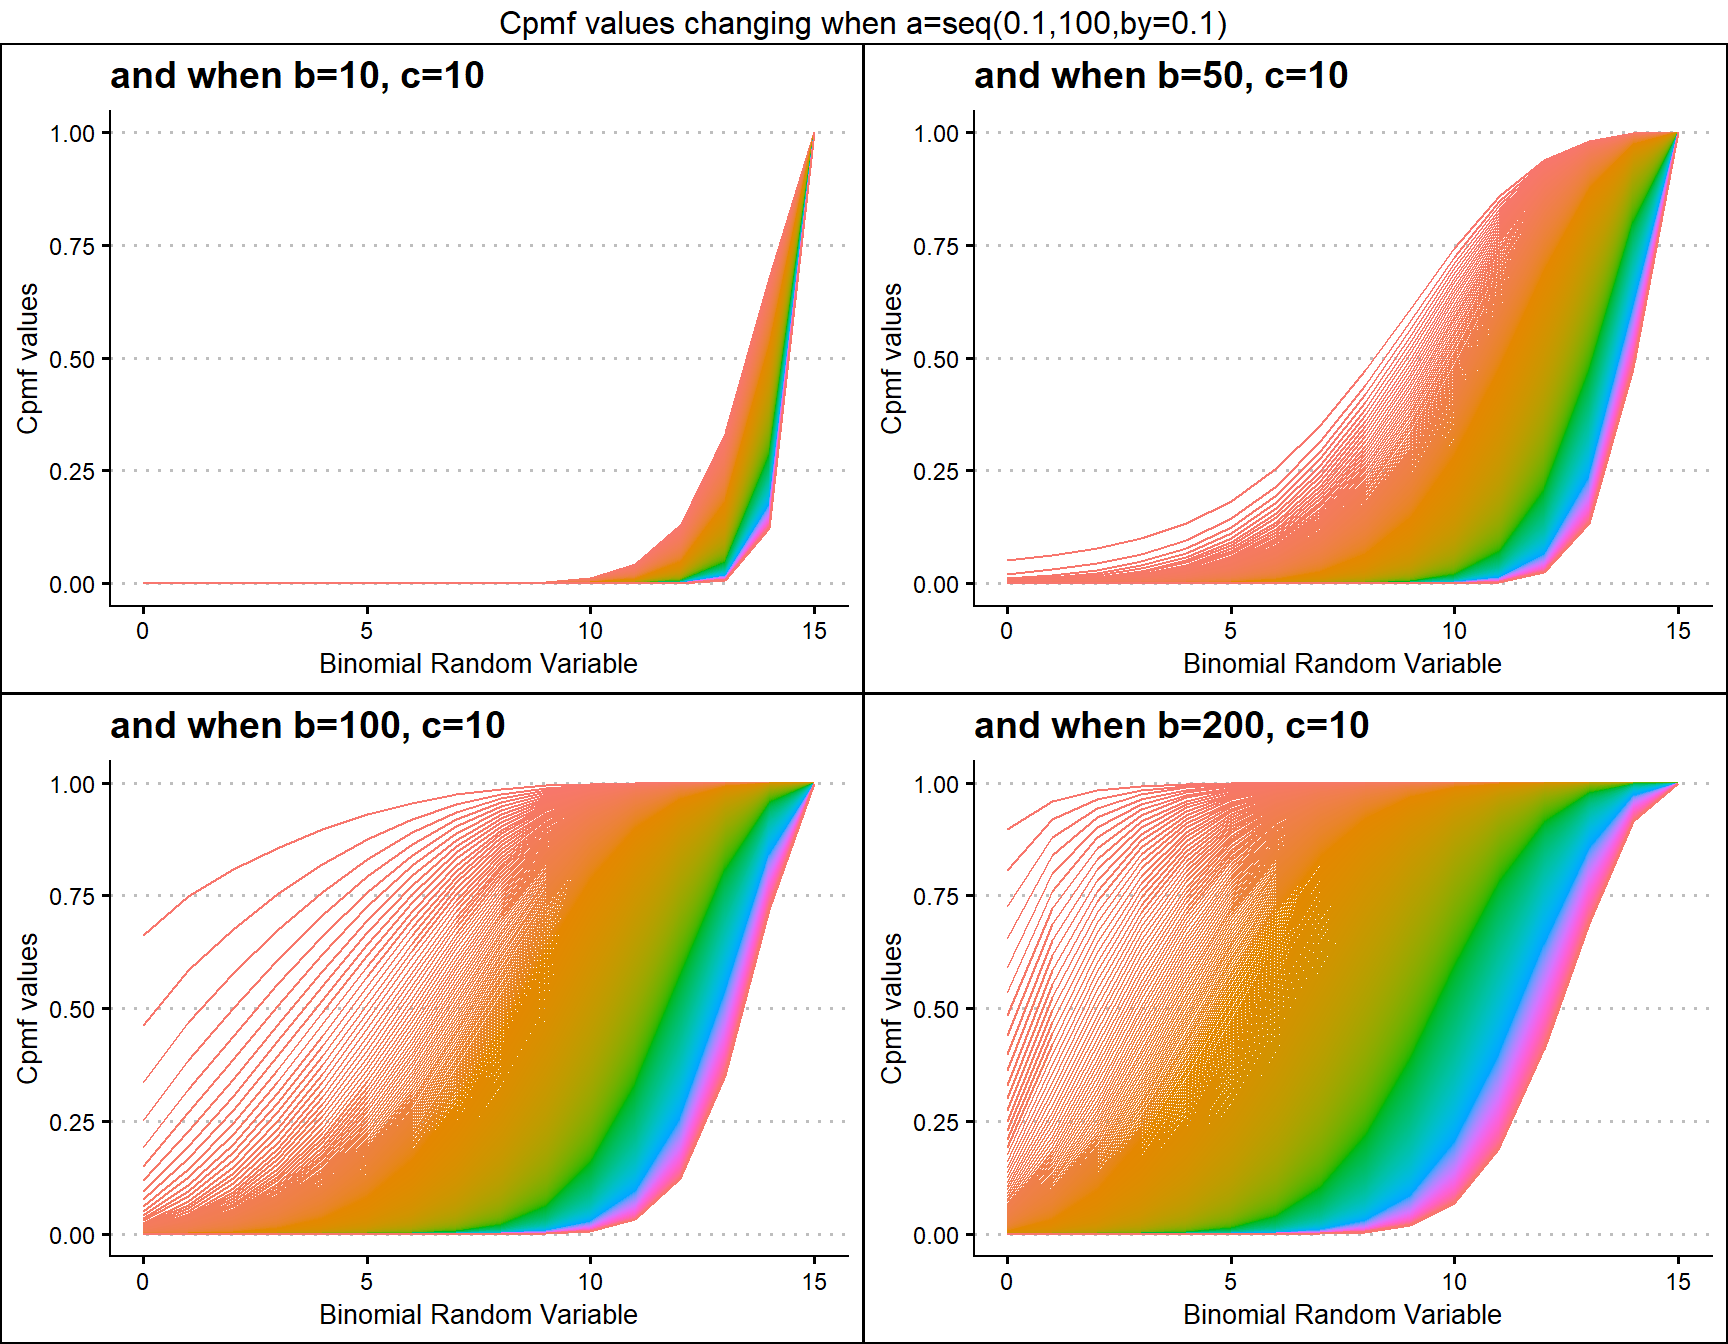 Cpmf values changing when a=seq(0.1,100,by=0.1)
and when b=10, c=10
Cpmf values
1.00
0.75
0.50
0.25
0.00
0 5 10 15
Binomial Random Variable
and when b=50, c=10
Cpmf values
1.00
0.75
0.50
0.25
0.00
0 5 10 15
Binomial Random Variable
and when b=100, c=10
Cpmf values
1.00
0.75
0.50
0.25
0.00
0 5 10 15
Binomial Random Variable
and when b=200, c=10
Cpmf values
1.00
0.75
0.50
0.25
0.00
0 5 10 15
Binomial Random Variable